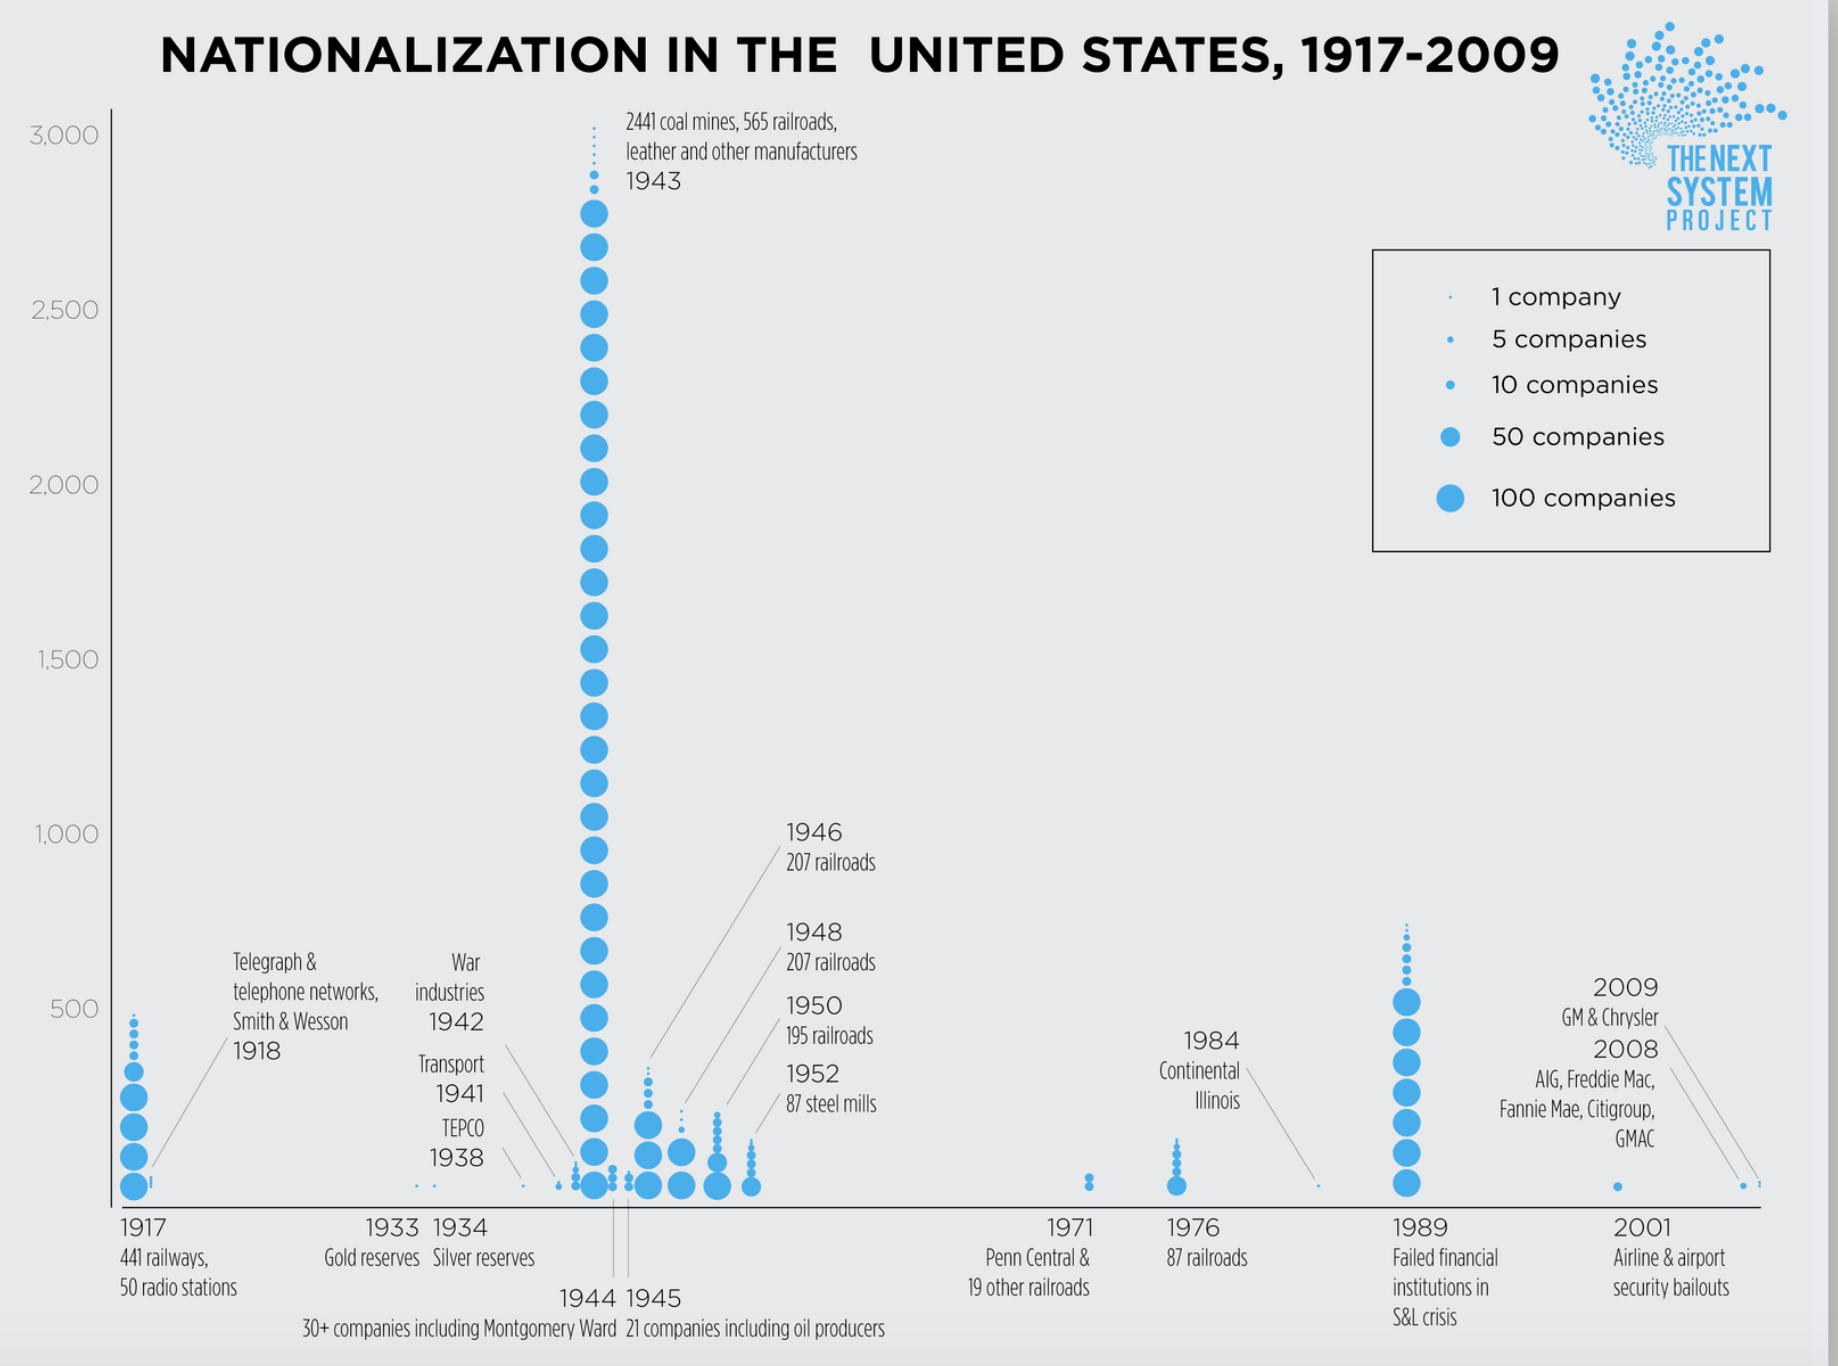 NATIONALIZATION IN THE UNITED STATES, 1917-2009
THE NEXT
SYSTEM
PROJECT
1 company
5 companies
10 companies
50 companies
100 companies
3,000
2,500
2,000
1,500
1,000
500
2441 coal mines, 565 railroads,
leather and other manufacturers
1943
Telegraph &
telephone networks,
Smith & Wesson
1918
War
industries
1942
Transport
1941
TEPCO
1938
1946
207 railroads
1948
207 railroads
1950
195 railroads
1952
87 steel mills
1984
Continental
Illinois
2009
GM & Chrysler
2008
AIG, Freddie Mac,
Fannie Mae, Citigroup,
GMAC
1917
441 railways,
50 radio stations
1933
Gold reserves
1934
Silver reserves
1944
30+ companies including Montgomery Ward
1945
21 companies including oil producers
1971
Penn Central &
19 other railroads
1976
87 railroads
1989
Failed financial
institutions in
S&L crisis
2001
Airline & airport
security bailouts